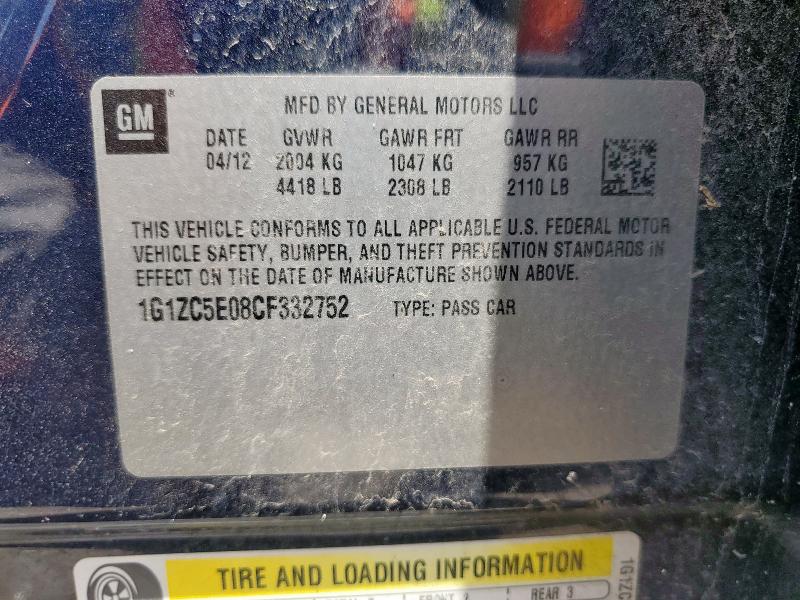 GM ®
MFD BY GENERAL MOTORS LLC
DATE GVWR GAWR FRT GAWR RR
04/12 2004 KG 1047 KG 957 KG
4418 LB 2308 LB 2110 LB
THIS VEHICLE CONFORMS TO ALL APPLICABLE U.S. FEDERAL MOTOR
VEHICLE SAFETY, BUMPER, AND THEFT PREVENTION STANDARDS IN
EFFECT ON THE DATE OF MANUFACTURE SHOWN ABOVE.
1G1ZC5E08CF332752 TYPE: PASS CAR
TIRE AND LOADING INFORMATION
REAR 3
1G1ZC